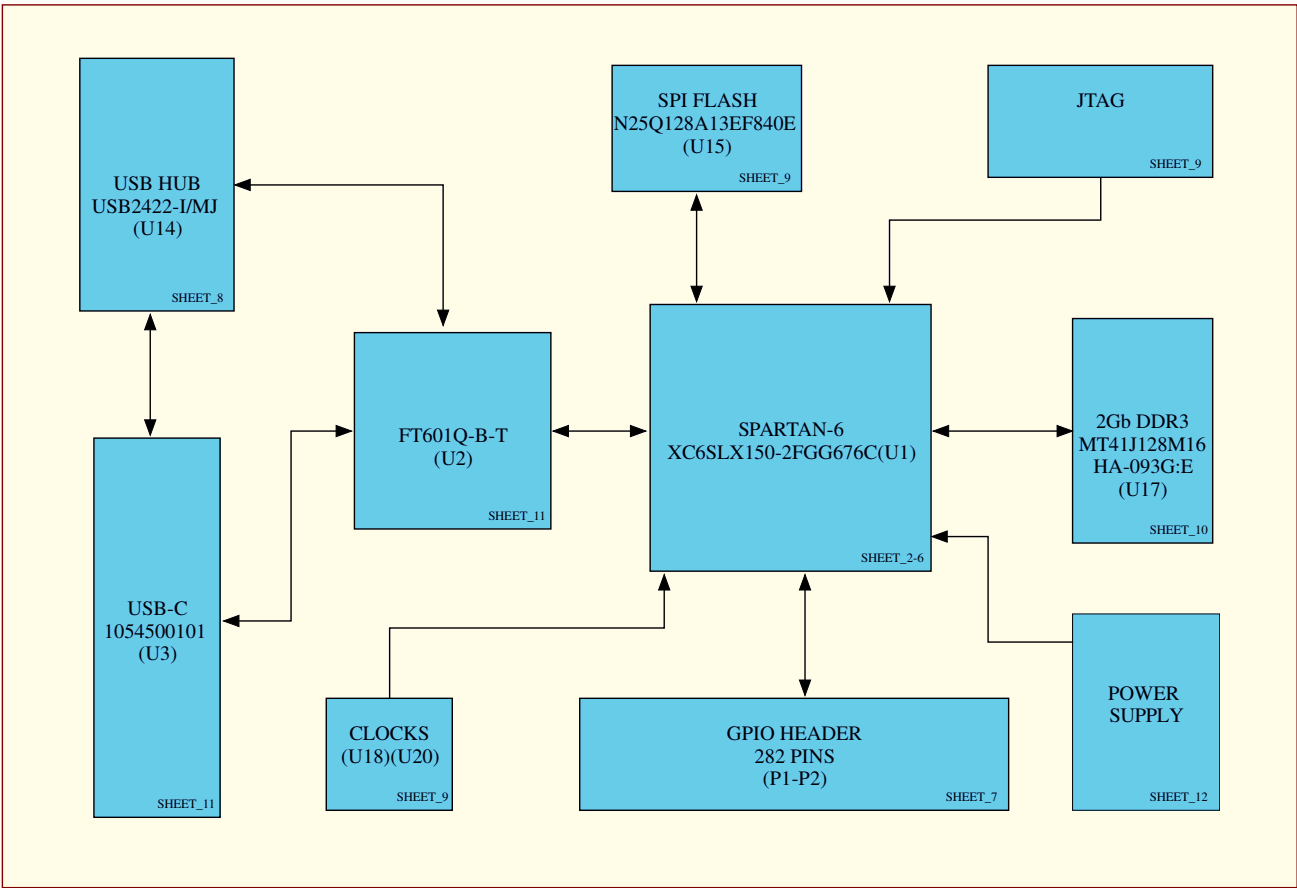 USB HUB
USB2422-I/MJ
(U14)
SHEET_8
SPI FLASH
N25Q128A13EF840E
(U15)
SHEET_9
JTAG
SHEET_9
FT601Q-B-T
(U2)
SHEET_11
SPARTAN-6
XC6SLX150-2FGG676C(U1)
SHEET_2-6
2Gb DDR3
MT41J128M16
HA-093G:E
(U17)
SHEET_10
USB-C
1054500101
(U3)
SHEET_11
CLOCKS
(U18)(U20)
SHEET_9
GPIO HEADER
282 PINS
(P1-P2)
SHEET_7
POWER
SUPPLY
SHEET_12